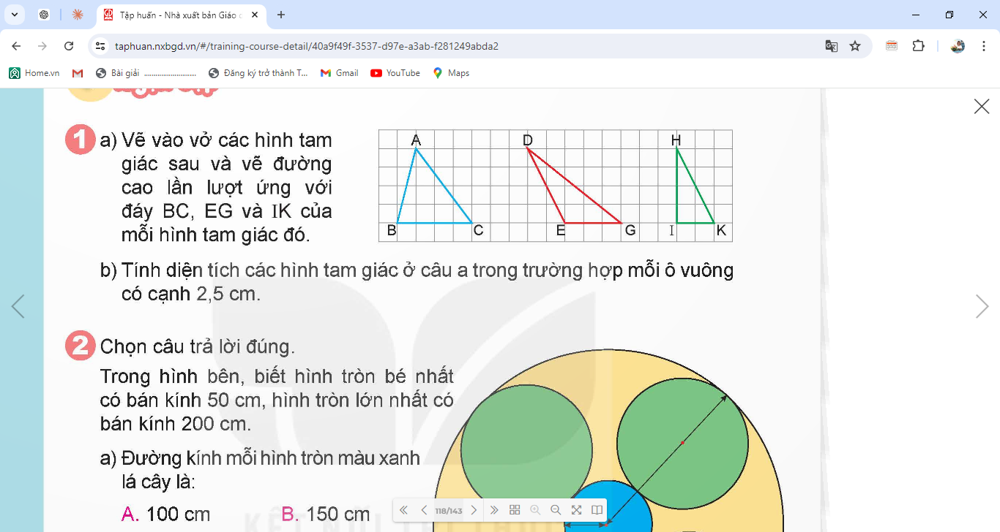 Tập huấn - Nhà xuất bản Giáo
taphuan.nxbgd.vn/#/training-course-detail/40a9f49f-3537-d97e-a3ab-f281249abda2
Home.vn Bài giải ........................... Đăng ký trở thành T... Gmail YouTube Maps
1 a) Vẽ vào vở các hình tam
giác sau và vẽ đường
cao lần lượt ứng với
đáy BC, EG và IK của
mỗi hình tam giác đó.
A D H
B C E G I K
b) Tính diện tích các hình tam giác ở câu a trong trường hợp mỗi ô vuông
có cạnh 2,5 cm.
2 Chọn câu trả lời đúng.
Trong hình bên, biết hình tròn bé nhất
có bán kính 50 cm, hình tròn lớn nhất có
bán kính 200 cm.
a) Đường kính mỗi hình tròn màu xanh
lá cây là:
A. 100 cm B. 150 cm
118/143